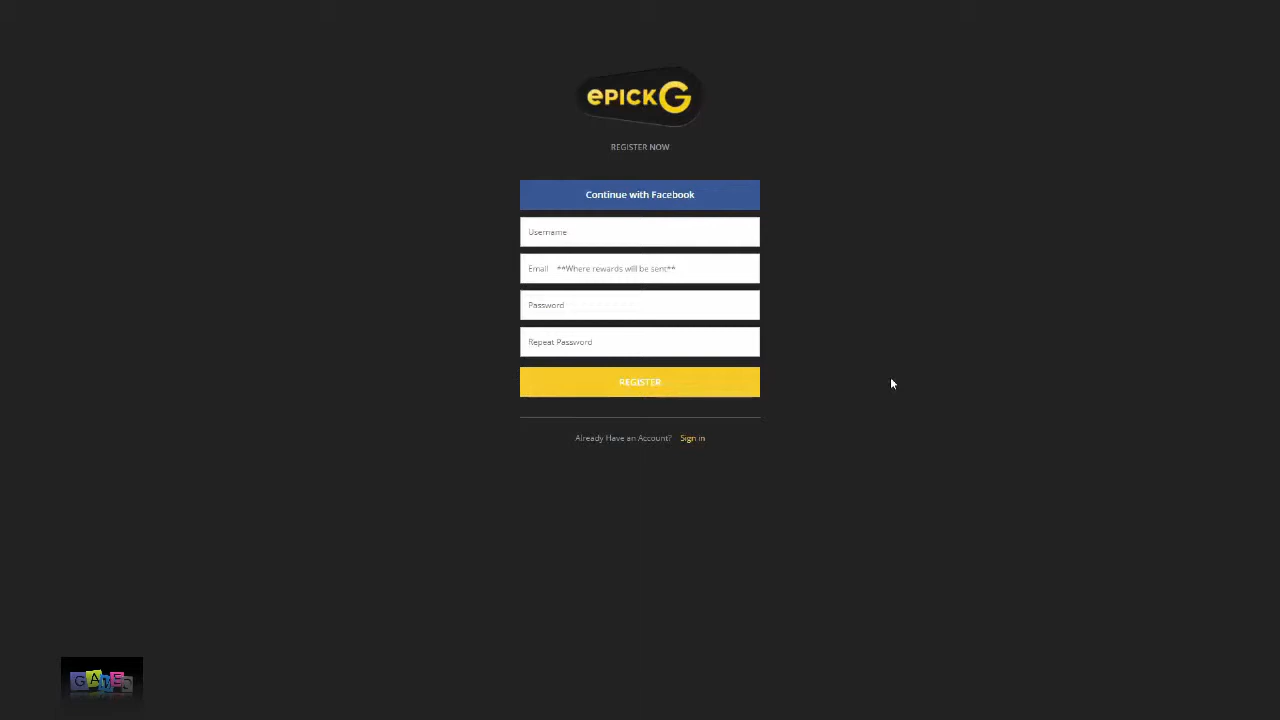 ePICKG
REGISTER NOW
Continue with Facebook
Username
Email **Where rewards will be sent**
Password
Repeat Password
REGISTER
Already Have an Account? Sign in
GAMES